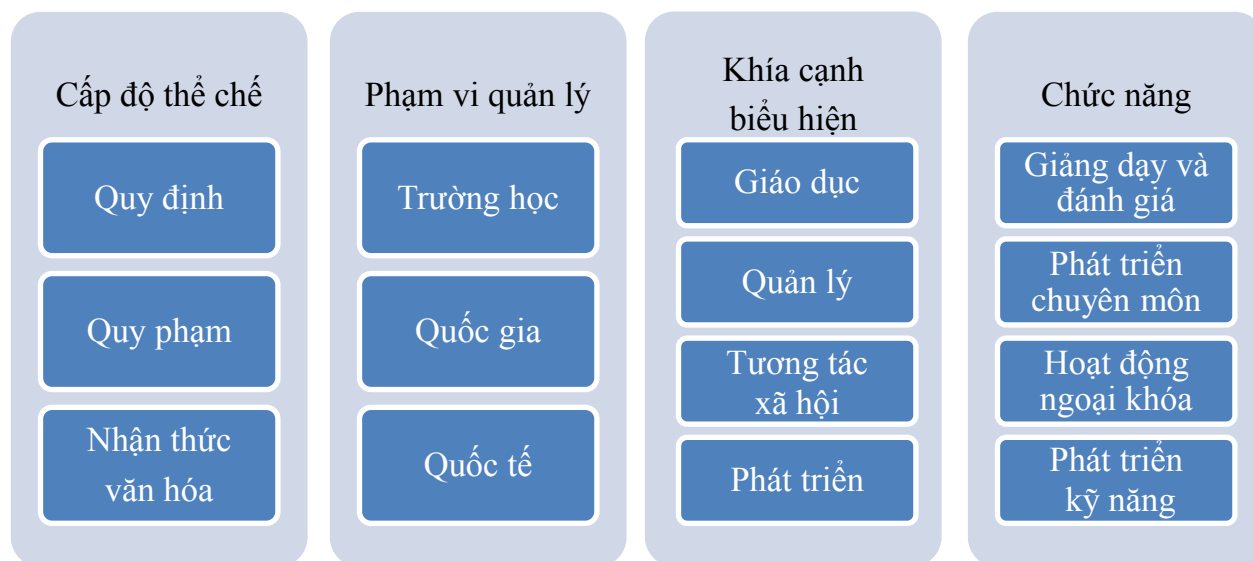 Cấp độ thể chế
Quy định
Quy phạm
Nhận thức
văn hóa
Phạm vi quản lý
Trường học
Quốc gia
Quốc tế
Khía cạnh
biểu hiện
Giáo dục
Quản lý
Tương tác
xã hội
Phát triển
Chức năng
Giảng dạy và
đánh giá
Phát triển
chuyên môn
Hoạt động
ngoại khóa
Phát triển
kỹ năng